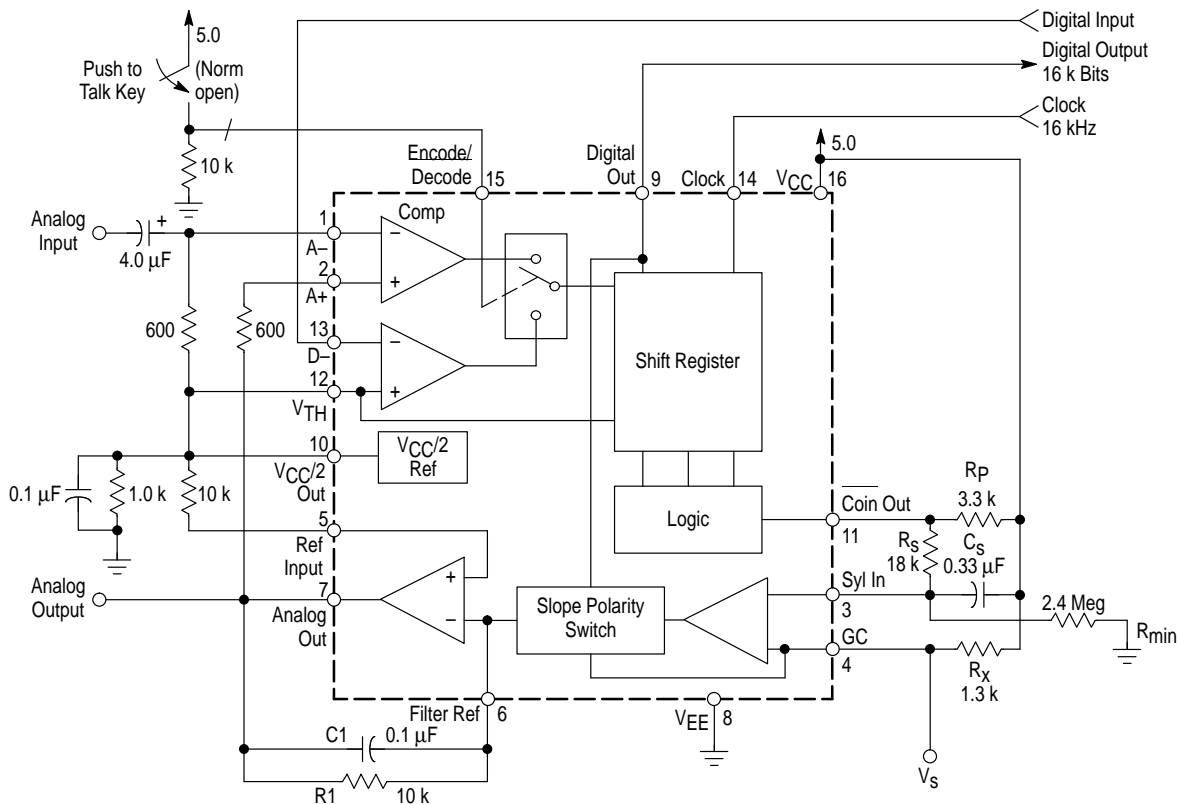 5.0
Push to
Talk Key
(Norm
open)
10 k
Digital Input
Digital Output
16 k Bits
Clock
16 kHz
5.0
Encode/
Decode
15
Digital
Out
9
Clock
14
VCC
16
Analog
Input
+
4.0 µF
1
A–
2
A+
13
D–
12
VTH
10
VCC/2
Out
5
Ref
Input
7
Analog
Out
Comp
–
+
–
+
600
600
Shift Register
VCC/2
Ref
Logic
0.1 µF
1.0 k
10 k
Analog
Output
+
–
Slope Polarity
Switch
Coin Out
11
RP
3.3 k
Rs
18 k
Cs
0.33 µF
Syl In
3
2.4 Meg
Rmin
GC
4
Rx
1.3 k
Filter Ref
6
VEE
8
C1
0.1 µF
R1
10 k
Vs